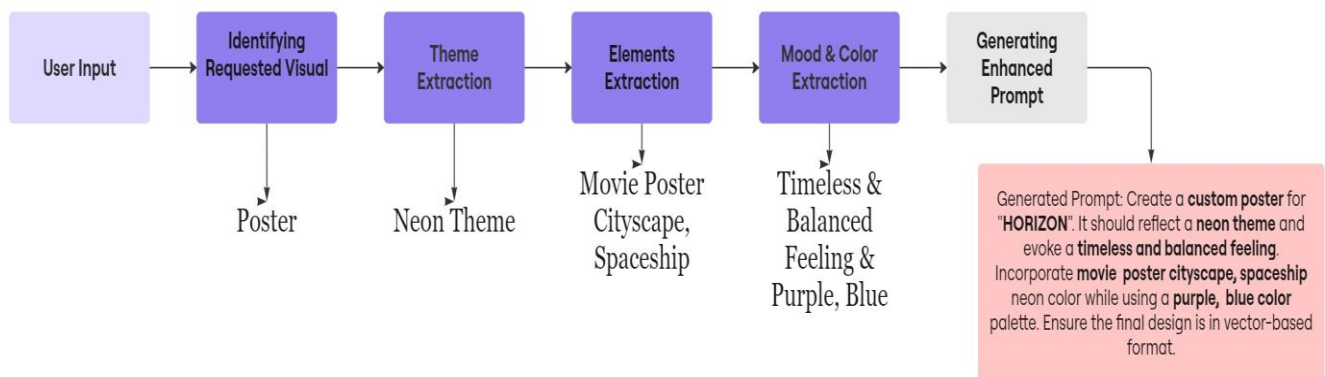 User Input
Identifying
Requested Visual
Theme
Extraction
Elements
Extraction
Mood & Color
Extraction
Generating
Enhanced
Prompt
Poster
Neon Theme
Movie Poster
Cityscape,
Spaceship
Timeless &
Balanced
Feeling &
Purple, Blue
Generated Prompt: Create a custom poster for
"HORIZON". It should reflect a neon theme and
evoke a timeless and balanced feeling.
Incorporate movie poster cityscape, spaceship
neon color while using a purple, blue color
palette. Ensure the final design is in vector-based
format.